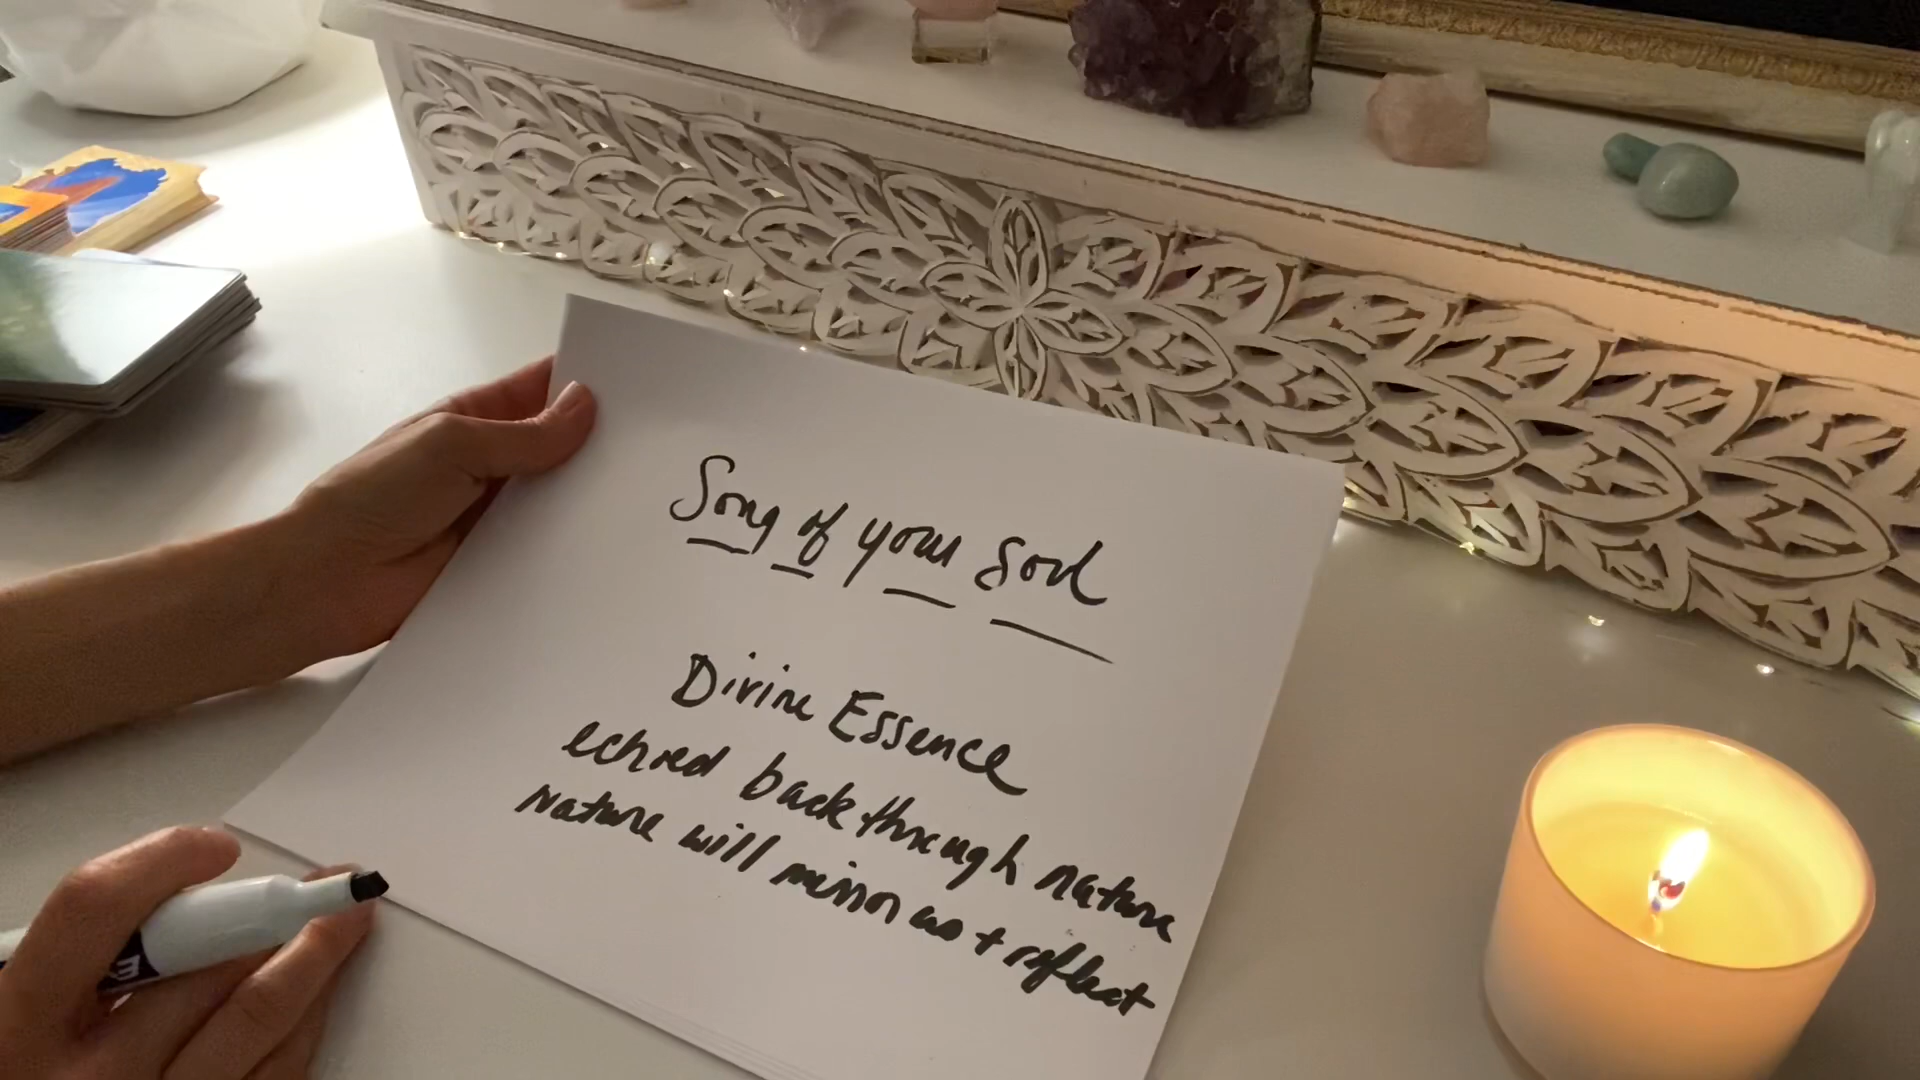 Song of your Soul
Divine Essence
echoed back through nature
Nature will mirror us + reflect